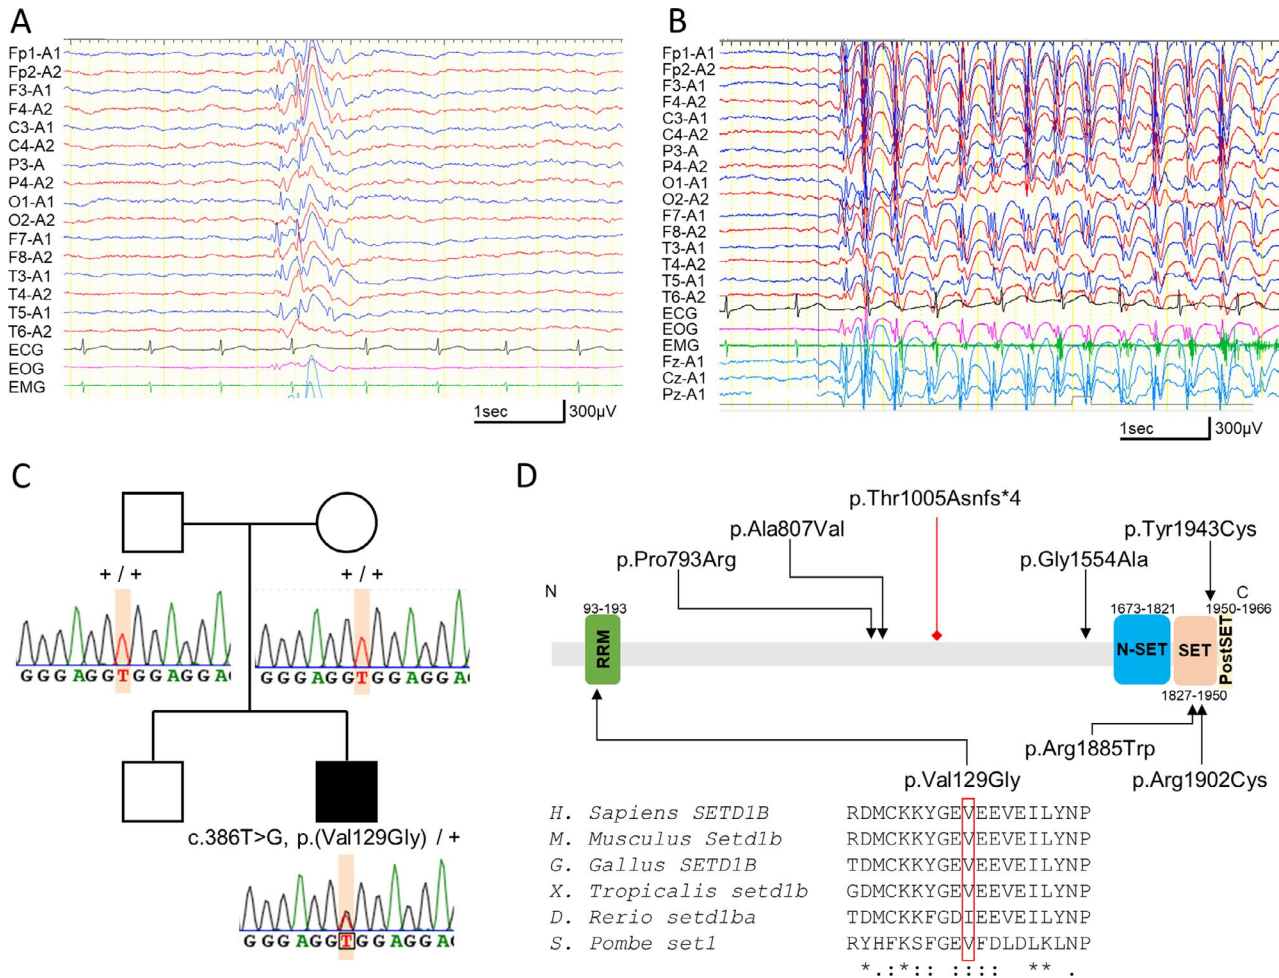 A
Fp1-A1
Fp2-A2
F3-A1
F4-A2
C3-A1
C4-A2
P3-A
P4-A2
O1-A1
O2-A2
F7-A1
F8-A2
T3-A1
T4-A2
T5-A1
T6-A2
ECG
EOG
EMG
1sec 300μV
B
Fp1-A1
Fp2-A2
F3-A1
F4-A2
C3-A1
C4-A2
P3-A
P4-A2
O1-A1
O2-A2
F7-A1
F8-A2
T3-A1
T4-A2
T5-A1
T6-A2
ECG
EOG
EMG
Fz-A1
Cz-A1
Pz-A1
1sec 300μV
C
+ / + + / +
GGGAGGTGGAGGA GGGAGGTGGAGGA
c.386T>G, p.(Val129Gly) / +
GGGAGGTGGAGGA
D
p.Thr1005Asnfs*4
p.Ala807Val p.Tyr1943Cys
p.Pro793Arg p.Gly1554Ala
N C
93-193 1673-1821 1950-1966
RRM N-SET SET PostSET
1827-1950
p.Arg1885Trp
p.Val129Gly p.Arg1902Cys
H. Sapiens SETD1B RDMCKKYGEVEEVEILYNP
M. Musculus Setd1b RDMCKKYGEVEEVEILYNP
G. Gallus SETD1B TDMCKKYGEVEEVEILYNP
X. Tropicalis setd1b GDMCKKYGEVEEVEILYNP
D. Rerio setd1ba TDMCKKFGDIEEVEILYNP
S. Pombe set1 RYHFKSFGEVFDLDLKLNP
*.:*:: :::: ** .